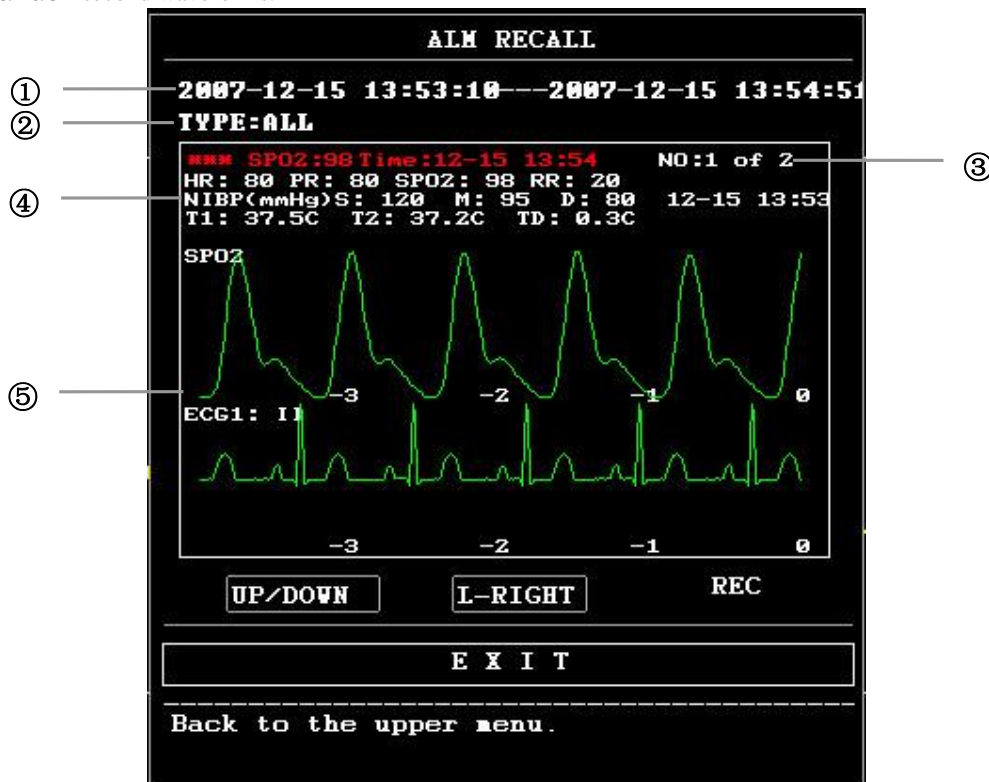 ALM RECALL
① 2007-12-15 13:53:10---2007-12-15 13:54:51
② TYPE:ALL
*** SPO2:98 Time:12-15 13:54 NO:1 of 2 ③
HR: 80 PR: 80 SPO2: 98 RR: 20
④ NIBP(mmHg)S: 120 M: 95 D: 80 12-15 13:53
T1: 37.5C T2: 37.2C TD: 0.3C
SPO2
⑤ -3 -2 -1 0
ECG1: II
-3 -2 -1 0
UP/DOWN L-RIGHT REC
E X I T
Back to the upper menu.